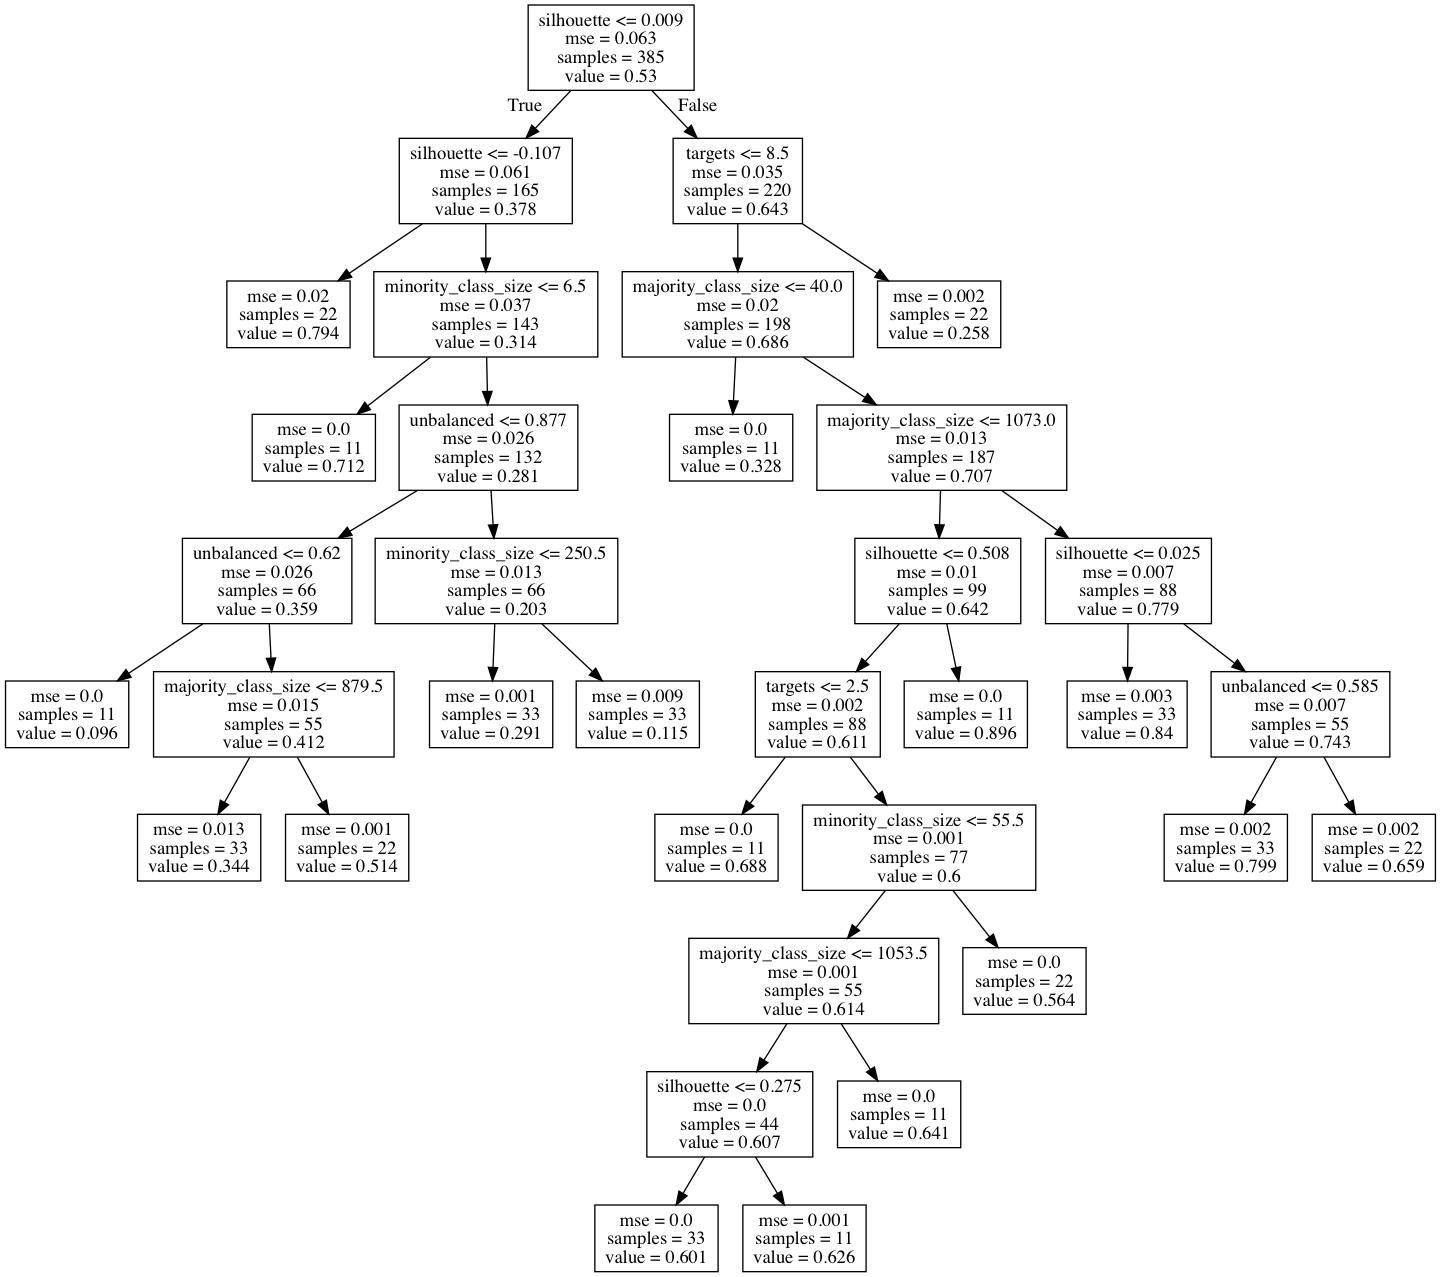 silhouette <= 0.009
mse = 0.063
samples = 385
value = 0.53
True
False
silhouette <= -0.107
mse = 0.061
samples = 165
value = 0.378
targets <= 8.5
mse = 0.035
samples = 220
value = 0.643
mse = 0.02
samples = 22
value = 0.794
minority_class_size <= 6.5
mse = 0.037
samples = 143
value = 0.314
majority_class_size <= 40.0
mse = 0.02
samples = 198
value = 0.686
mse = 0.002
samples = 22
value = 0.258
mse = 0.0
samples = 11
value = 0.712
unbalanced <= 0.877
mse = 0.026
samples = 132
value = 0.281
mse = 0.0
samples = 11
value = 0.328
majority_class_size <= 1073.0
mse = 0.013
samples = 187
value = 0.707
unbalanced <= 0.62
mse = 0.026
samples = 66
value = 0.359
minority_class_size <= 250.5
mse = 0.013
samples = 66
value = 0.203
silhouette <= 0.508
mse = 0.01
samples = 99
value = 0.642
silhouette <= 0.025
mse = 0.007
samples = 88
value = 0.779
mse = 0.0
samples = 11
value = 0.096
majority_class_size <= 879.5
mse = 0.015
samples = 55
value = 0.412
mse = 0.001
samples = 33
value = 0.291
mse = 0.009
samples = 33
value = 0.115
targets <= 2.5
mse = 0.002
samples = 88
value = 0.611
mse = 0.0
samples = 11
value = 0.896
mse = 0.003
samples = 33
value = 0.84
unbalanced <= 0.585
mse = 0.007
samples = 55
value = 0.743
mse = 0.013
samples = 33
value = 0.344
mse = 0.001
samples = 22
value = 0.514
mse = 0.0
samples = 11
value = 0.688
minority_class_size <= 55.5
mse = 0.001
samples = 77
value = 0.6
mse = 0.002
samples = 33
value = 0.799
mse = 0.002
samples = 22
value = 0.659
majority_class_size <= 1053.5
mse = 0.001
samples = 55
value = 0.614
mse = 0.0
samples = 22
value = 0.564
silhouette <= 0.275
mse = 0.0
samples = 44
value = 0.607
mse = 0.0
samples = 11
value = 0.641
mse = 0.0
samples = 33
value = 0.601
mse = 0.001
samples = 11
value = 0.626